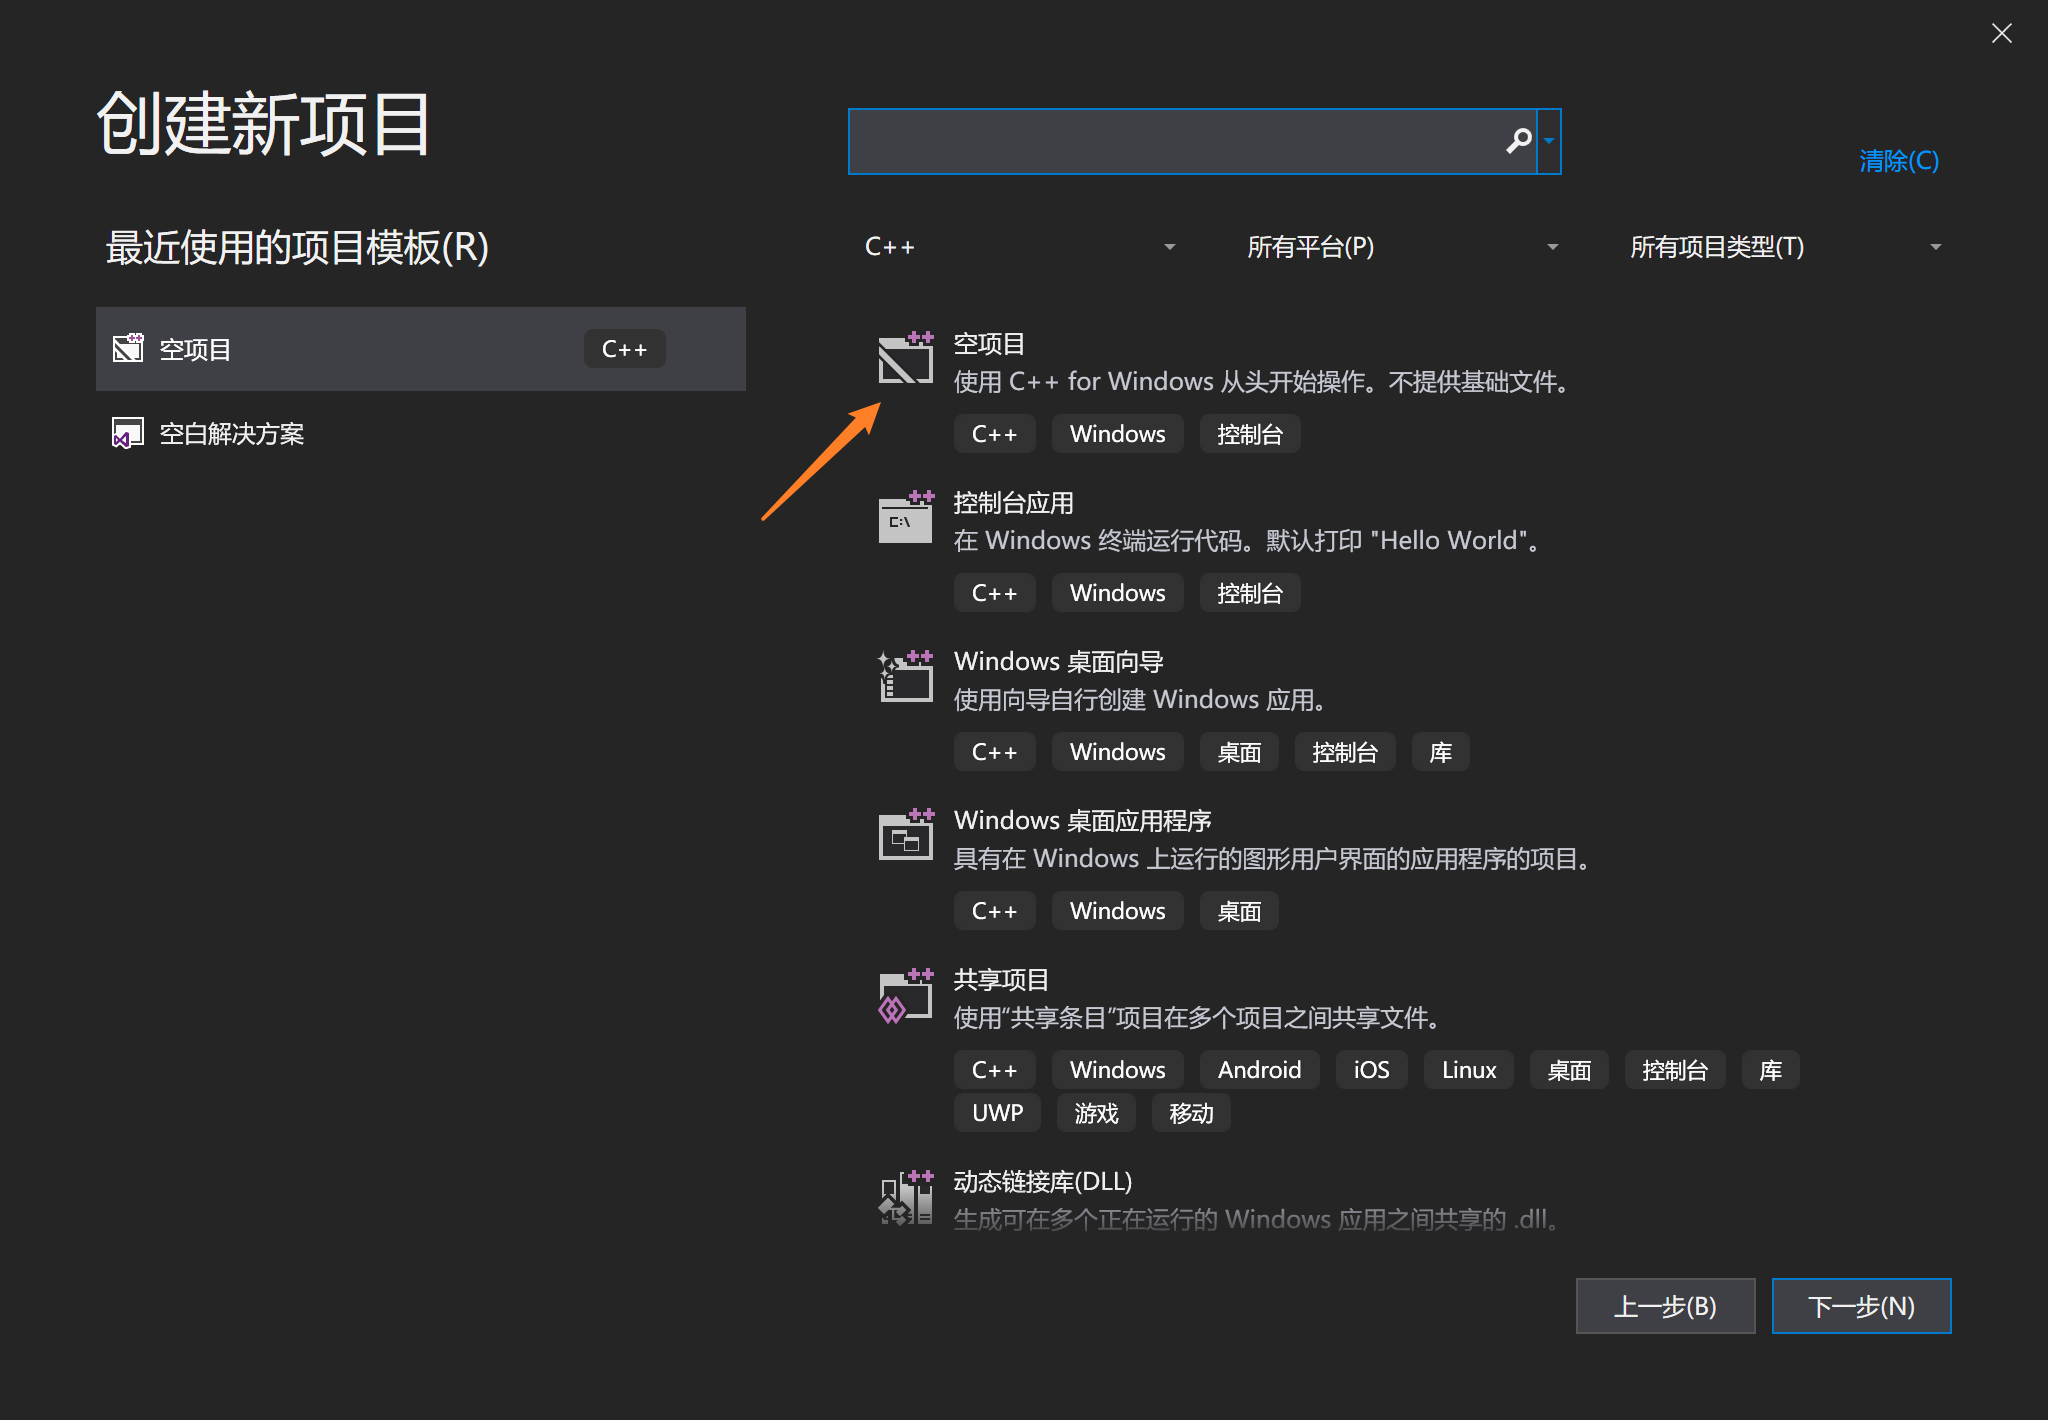 创建新项目
清除(C)
最近使用的项目模板(R)
C++
所有平台(P)
所有项目类型(T)
空项目
C++
空白解决方案
空项目
使用 C++ for Windows 从头开始操作。不提供基础文件。
C++ Windows 控制台
C:\
控制台应用
在 Windows 终端运行代码。默认打印 "Hello World"。
C++ Windows 控制台
Windows 桌面向导
使用向导自行创建 Windows 应用。
C++ Windows 桌面 控制台 库
Windows 桌面应用程序
具有在 Windows 上运行的图形用户界面的应用程序的项目。
C++ Windows 桌面
共享项目
使用“共享条目”项目在多个项目之间共享文件。
C++ Windows Android iOS Linux 桌面 控制台 库
UWP 游戏 移动
动态链接库(DLL)
生成可在多个正在运行的 Windows 应用之间共享的 .dll。
上一步(B)
下一步(N)